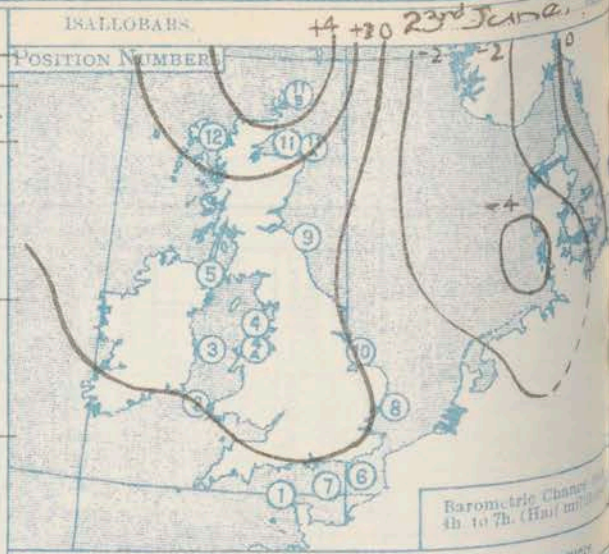 ISALLOBARS.
+4 +2 0 23rd June. 0
-2 -2
POSITION NUMBERS
12 11
9
-4
5
4
3 2
10
8
1 7 6
Barometric Change
4h. to 7h. (Half